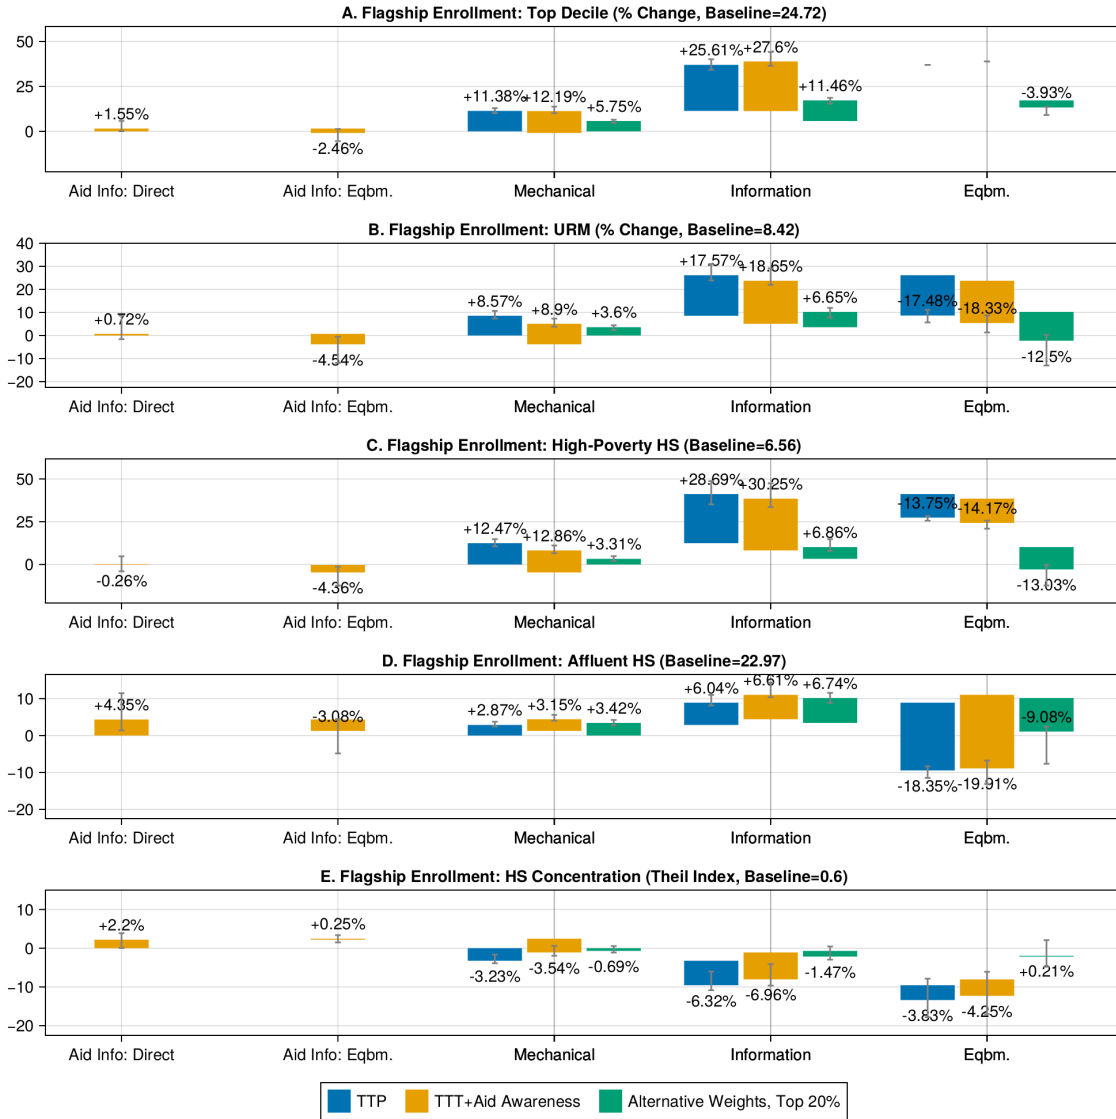 A. Flagship Enrollment: Top Decile (% Change, Baseline=24.72)
50
25
0
+1.55%
-2.46%
+11.38%
+12.19%
+5.75%
+25.61%
+27.6%
+11.46%
-3.93%
Aid Info: Direct
Aid Info: Eqbm.
Mechanical
Information
Eqbm.
B. Flagship Enrollment: URM (% Change, Baseline=8.42)
40
30
20
10
0
−10
−20
+0.72%
-4.54%
+8.57%
+8.9%
+3.6%
+17.57%
+18.65%
+6.65%
-17.48%
-18.33%
-12.5%
Aid Info: Direct
Aid Info: Eqbm.
Mechanical
Information
Eqbm.
C. Flagship Enrollment: High-Poverty HS (Baseline=6.56)
50
25
0
-0.26%
-4.36%
+12.47%
+12.86%
+3.31%
+28.69%
+30.25%
+6.86%
-13.75%
-14.17%
-13.03%
Aid Info: Direct
Aid Info: Eqbm.
Mechanical
Information
Eqbm.
D. Flagship Enrollment: Affluent HS (Baseline=22.97)
10
0
−10
−20
+4.35%
-3.08%
+2.87%
+3.15%
+3.42%
+6.04%
+6.61%
+6.74%
-18.35%
-19.91%
-9.08%
Aid Info: Direct
Aid Info: Eqbm.
Mechanical
Information
Eqbm.
E. Flagship Enrollment: HS Concentration (Theil Index, Baseline=0.6)
10
0
−10
−20
+2.2%
+0.25%
-3.23%
-3.54%
-0.69%
-6.32%
-6.96%
-1.47%
-3.83%
-4.25%
+0.21%
Aid Info: Direct
Aid Info: Eqbm.
Mechanical
Information
Eqbm.
TTP
TTT+Aid Awareness
Alternative Weights, Top 20%